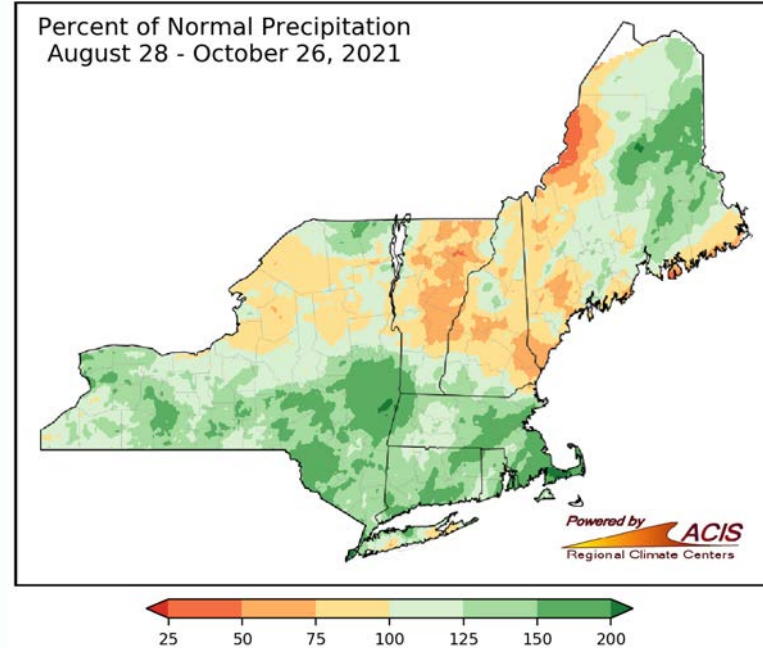 Percent of Normal Precipitation
August 28 - October 26, 2021
Powered by
ACIS
Regional Climate Centers
25 50 75 100 125 150 200